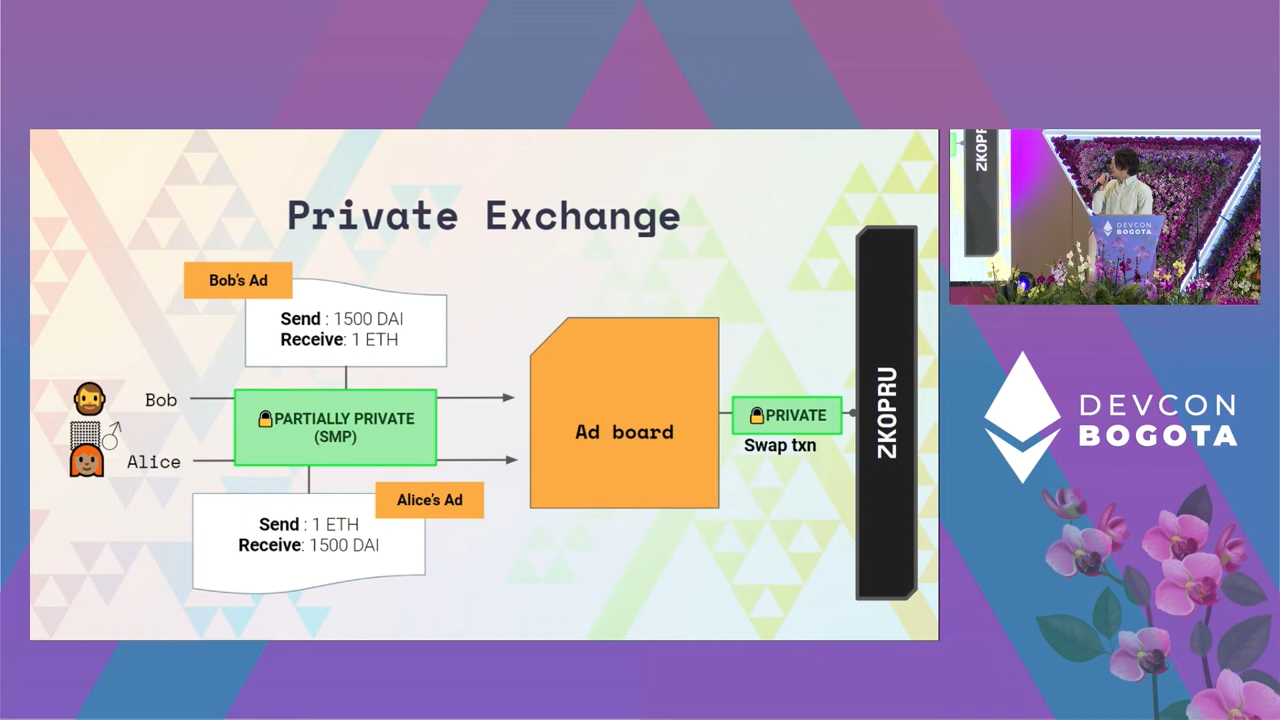 Private Exchange
Bob's Ad
Send : 1500 DAI
Receive: 1 ETH
Bob
🔒PARTIALLY PRIVATE
(SMP)
Alice
Alice's Ad
Send : 1 ETH
Receive: 1500 DAI
Ad board
🔒PRIVATE
Swap txn
ZKOPRU
ZKOPR
DEVCON
BOGOTA
DEVCON
BOGOTA